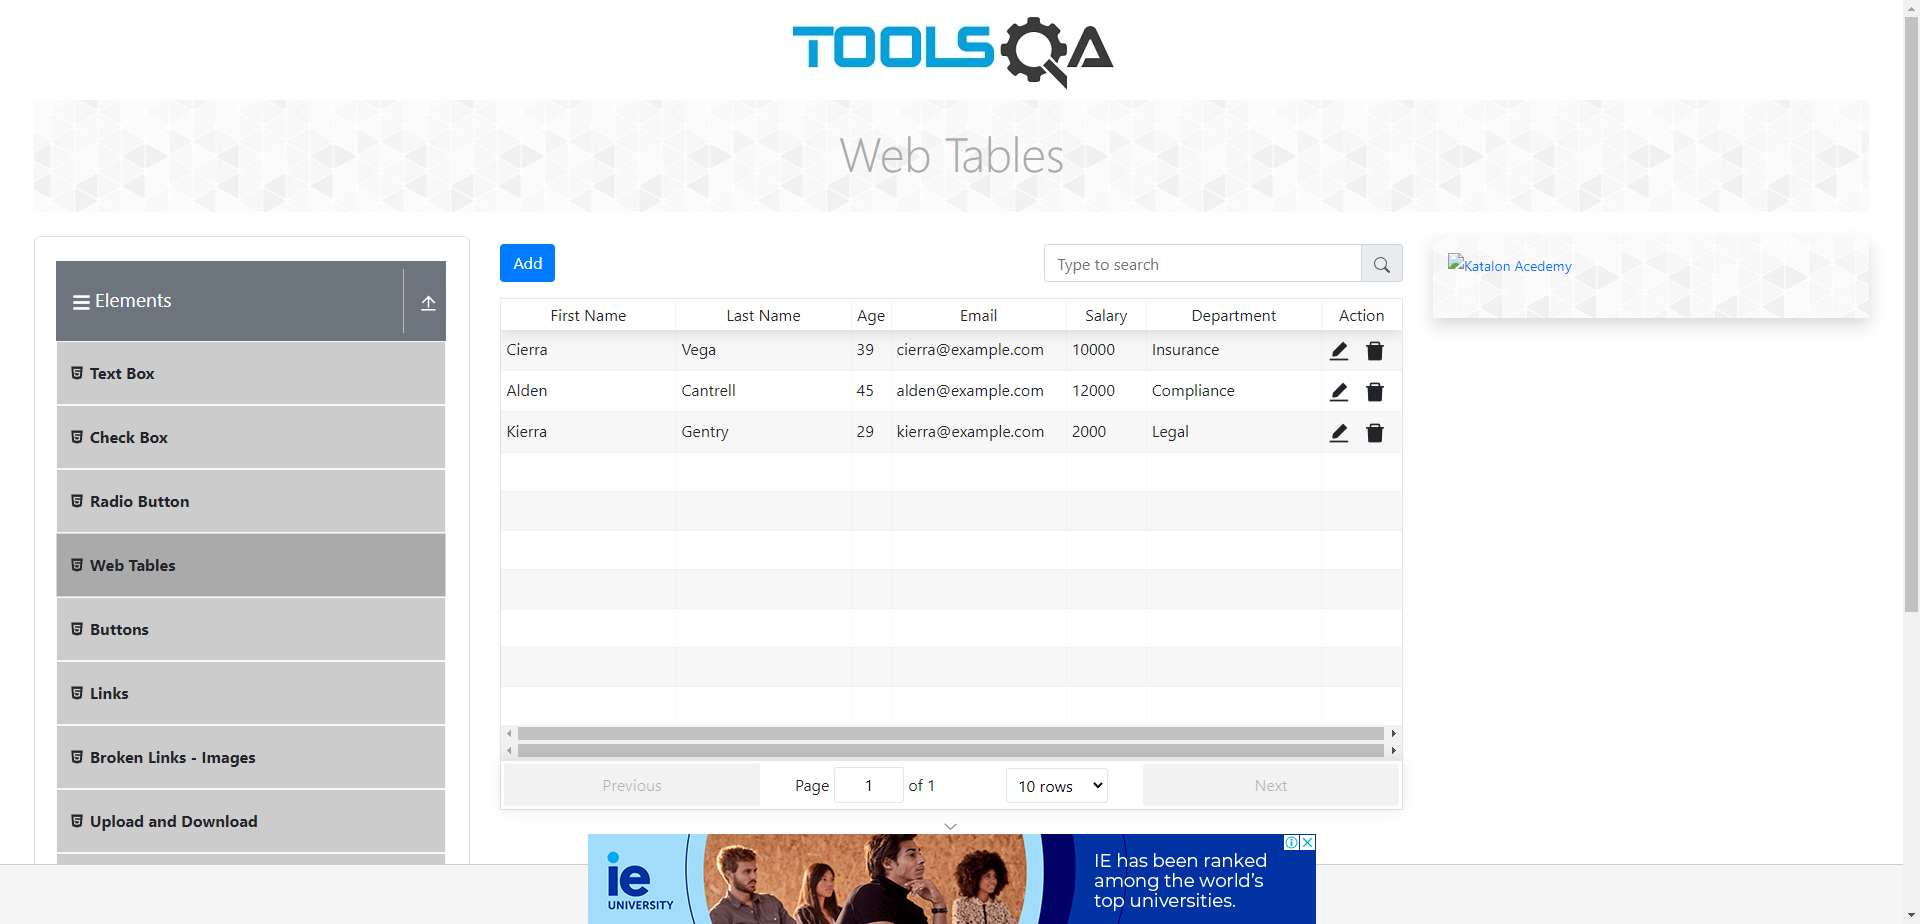 TOOLSQA
Web Tables
Elements
Text Box
Check Box
Radio Button
Web Tables
Buttons
Links
Broken Links - Images
Upload and Download
Add
Type to search
First Name Last Name Age Email Salary Department Action
Cierra Vega 39 cierra@example.com 10000 Insurance
Alden Cantrell 45 alden@example.com 12000 Compliance
Kierra Gentry 29 kierra@example.com 2000 Legal
Previous Page 1 of 1 10 rows Next
Katalon Acedemy
ie
UNIVERSITY
IE has been ranked
among the world's
top universities.